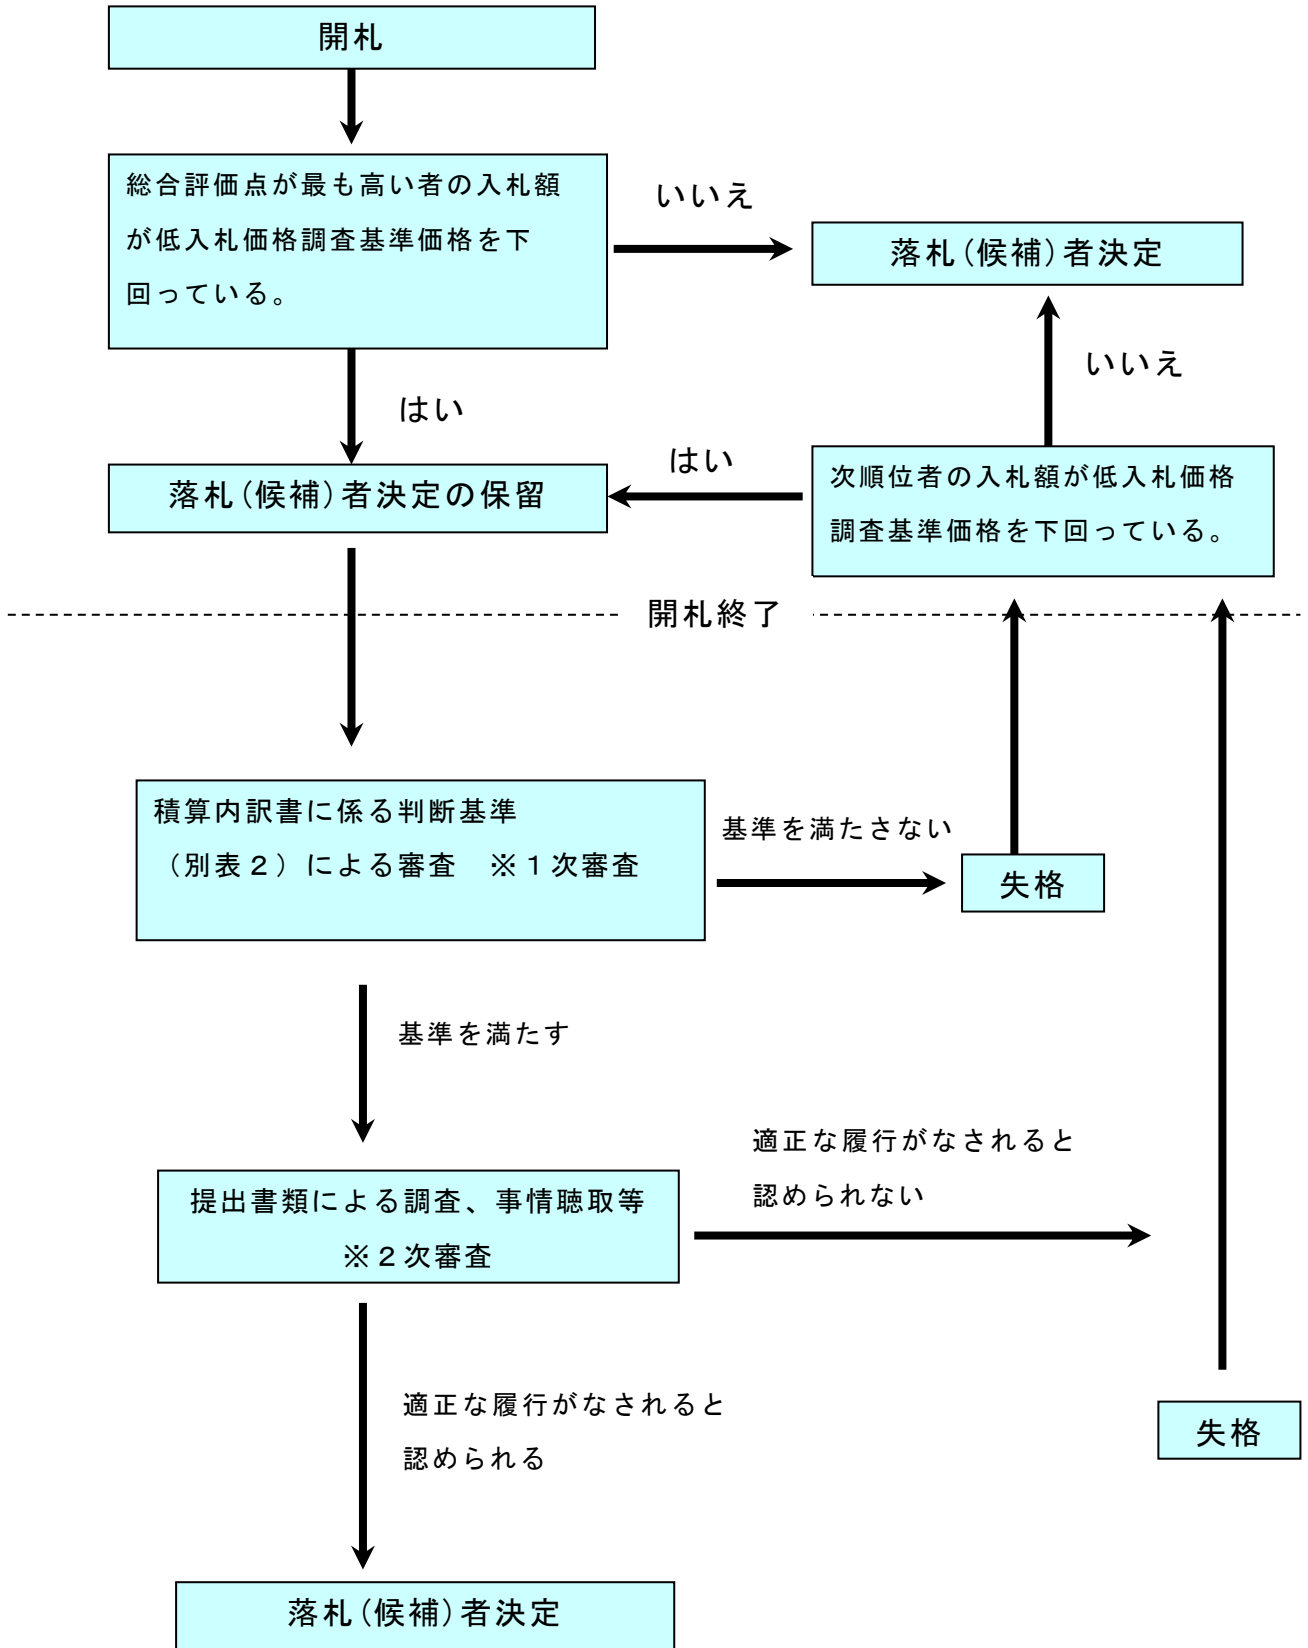 開札
総合評価点が最も高い者の入札額
が低入札価格調査基準価格を下
回っている。
いいえ
落札(候補)者決定
いいえ
はい
はい
落札(候補)者決定の保留
次順位者の入札額が低入札価格
調査基準価格を下回っている。
開札終了
積算内訳書に係る判断基準
（別表２）による審査　※１次審査
基準を満たさない
失格
基準を満たす
適正な履行がなされると
認められない
提出書類による調査、事情聴取等
※２次審査
適正な履行がなされると
認められる
失格
落札(候補)者決定